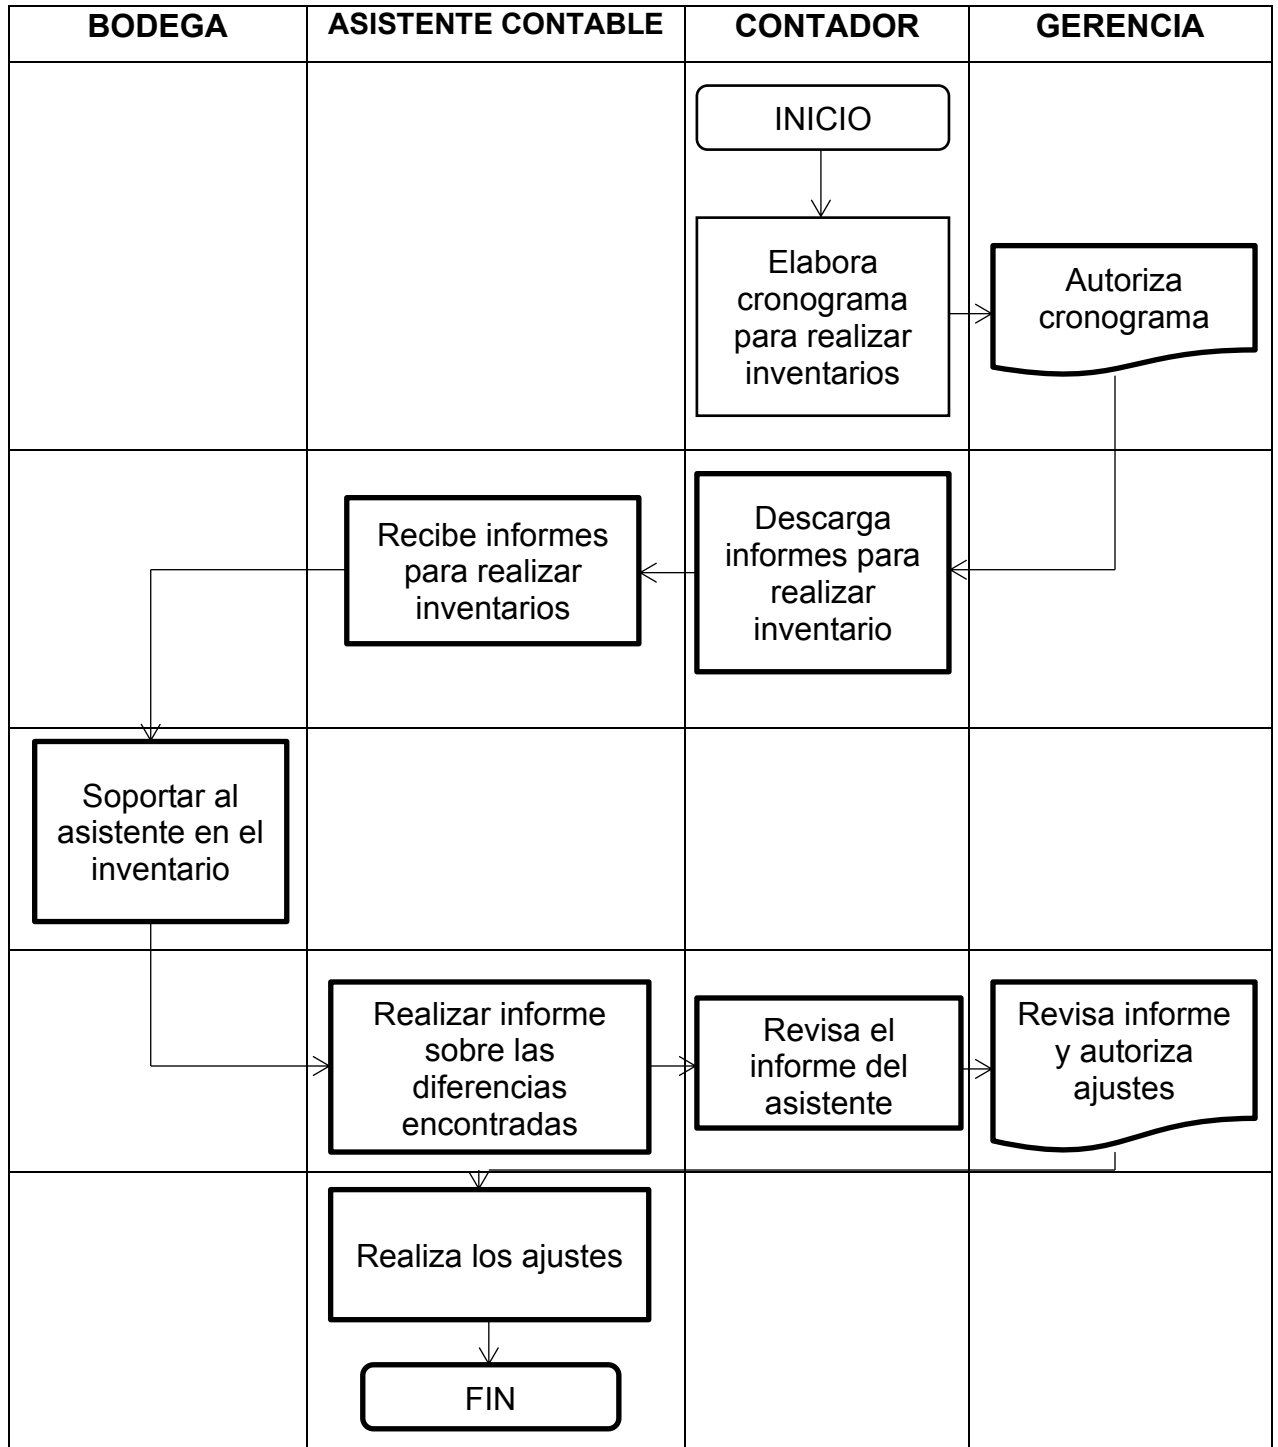 BODEGA
ASISTENTE CONTABLE
CONTADOR
GERENCIA
INICIO
Elabora
cronograma
para realizar
inventarios
Autoriza
cronograma
Recibe informes
para realizar
inventarios
Descarga
informes para
realizar
inventario
Soportar al
asistente en el
inventario
Realizar informe
sobre las
diferencias
encontradas
Revisa el
informe del
asistente
Revisa informe
y autoriza
ajustes
Realiza los ajustes
FIN